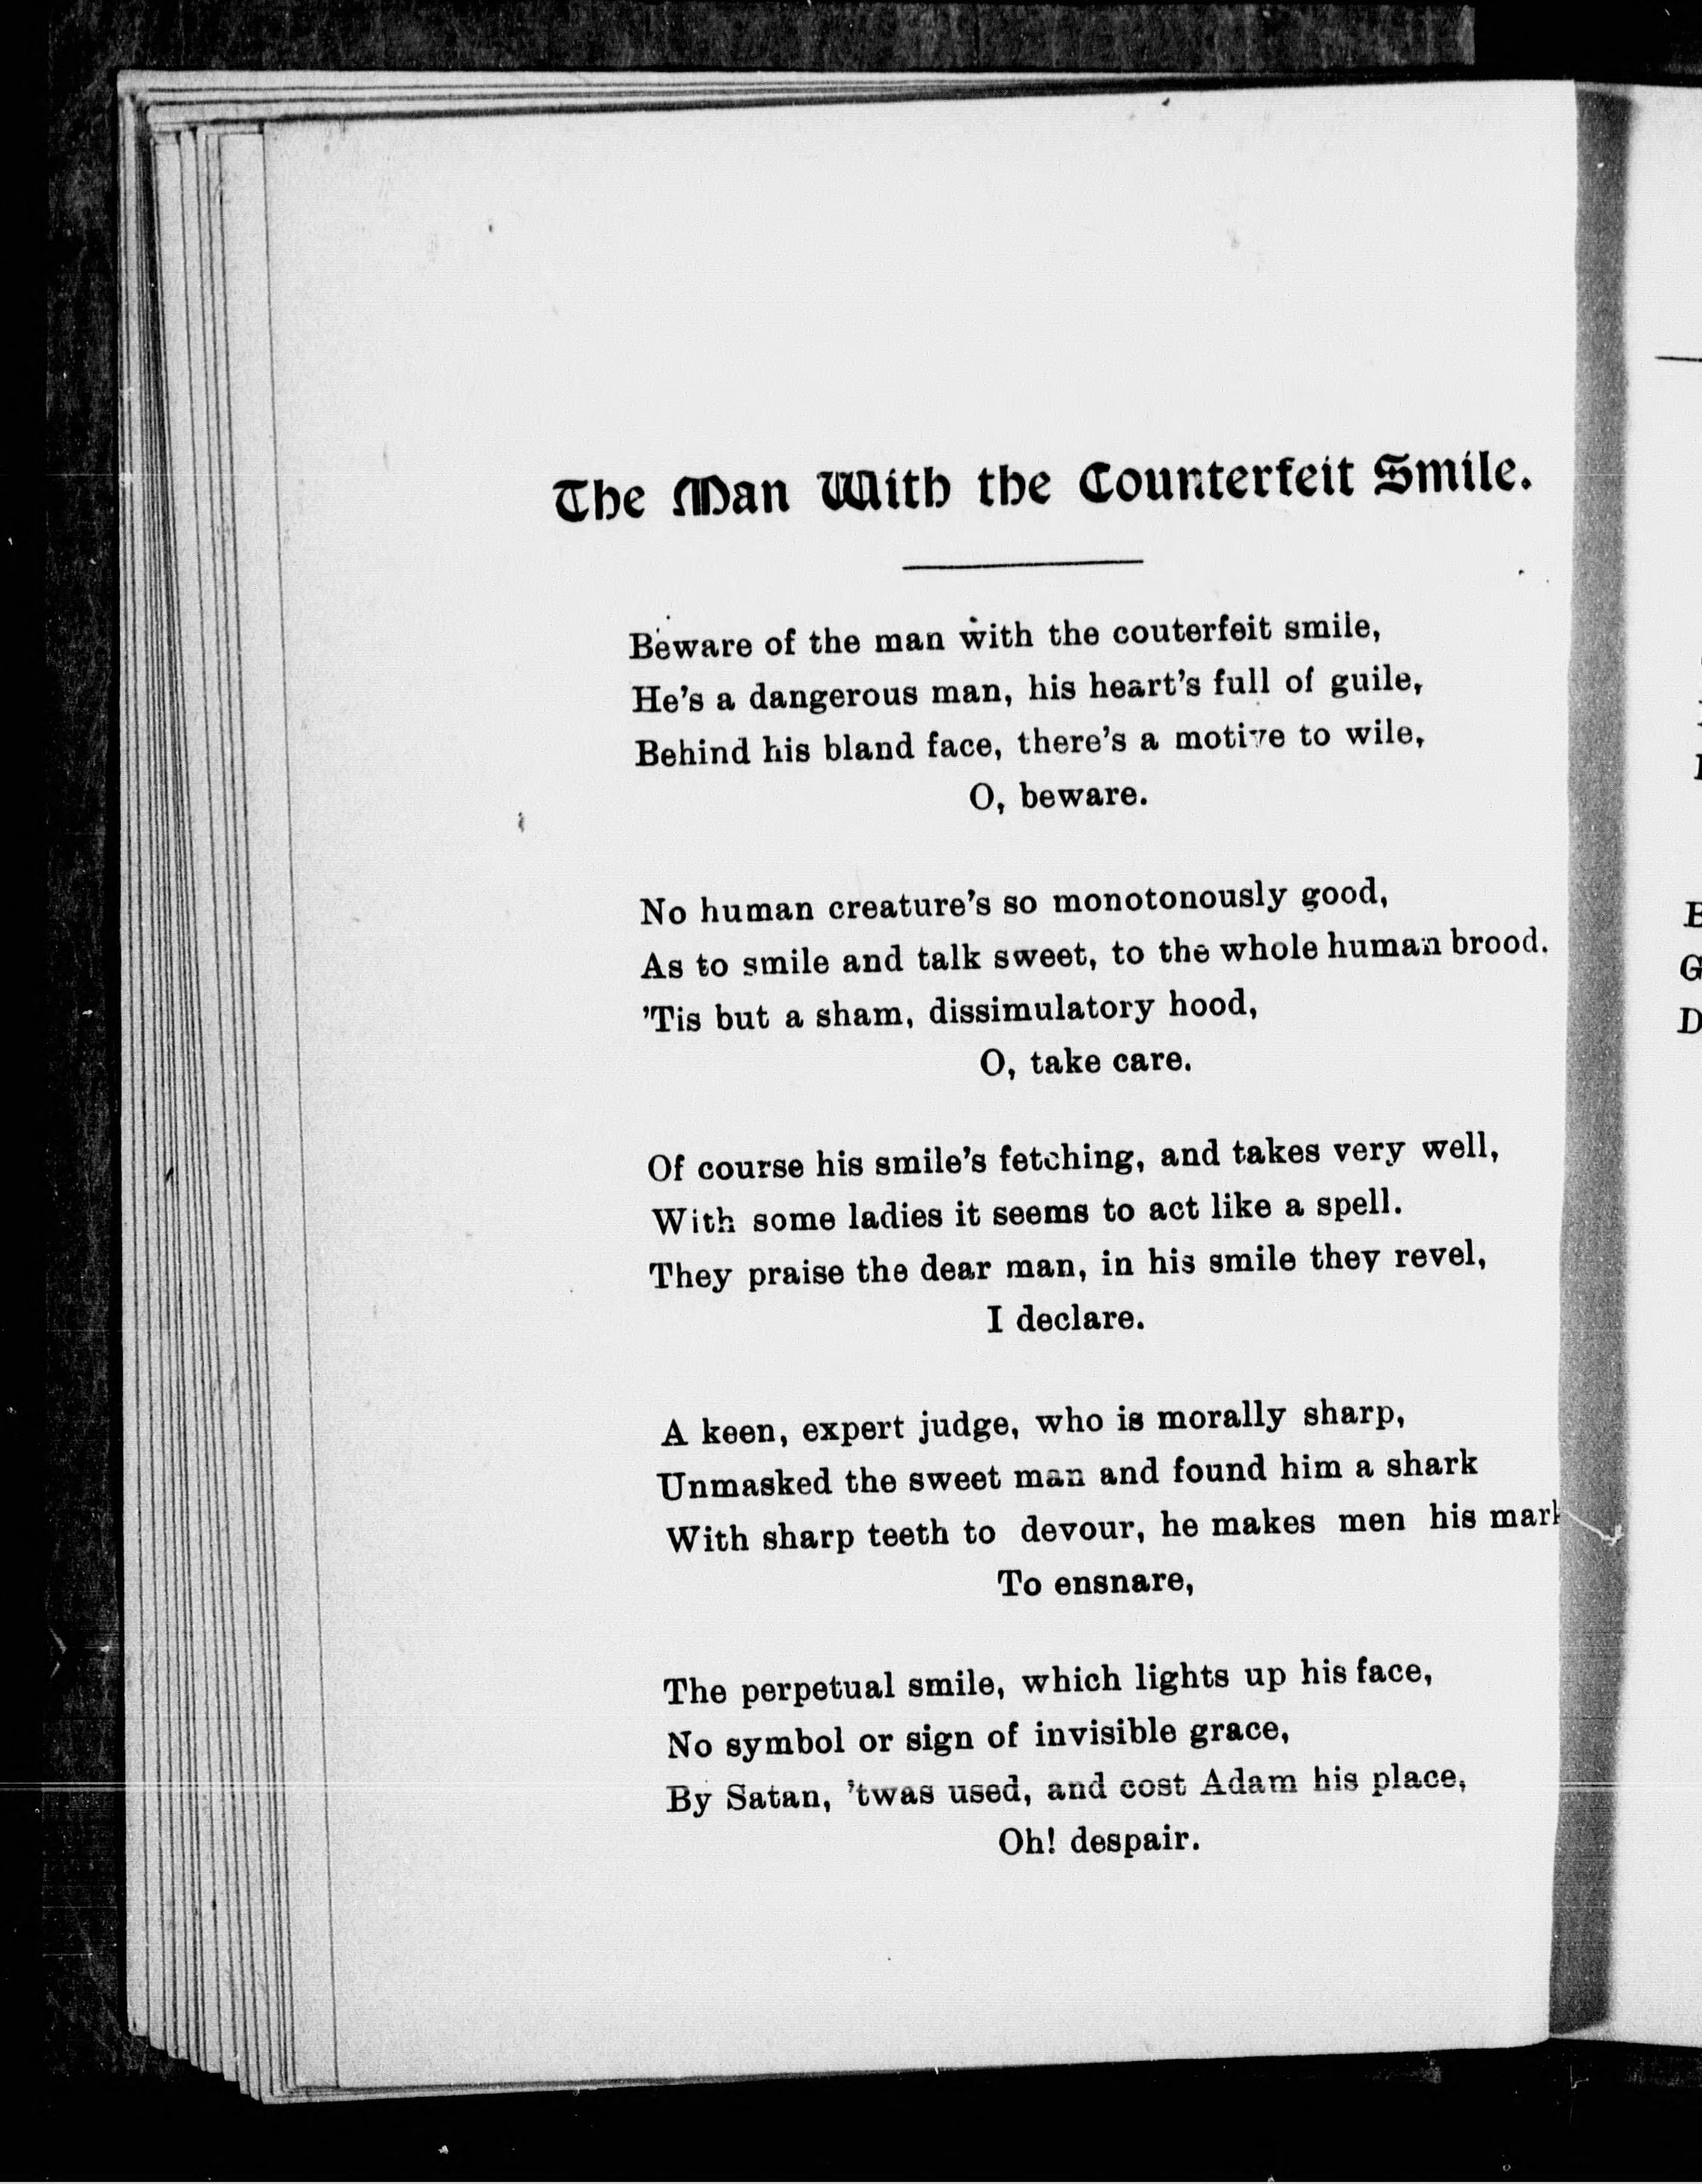 The Man With the Counterfeit Smile.
Beware of the man with the couterfeit smile,
He's a dangerous man, his heart's full of guile,
Behind his bland face, there's a motive to wile,
O, beware.
No human creature's so monotonously good,
As to smile and talk sweet, to the whole human brood.
'Tis but a sham, dissimulatory hood,
O, take care.
Of course his smile's fetching, and takes very well,
With some ladies it seems to act like a spell.
They praise the dear man, in his smile they revel,
I declare.
A keen, expert judge, who is morally sharp,
Unmasked the sweet man and found him a shark
With sharp teeth to devour, he makes men his mark
To ensnare,
The perpetual smile, which lights up his face,
No symbol or sign of invisible grace,
By Satan, 'twas used, and cost Adam his place,
Oh! despair.